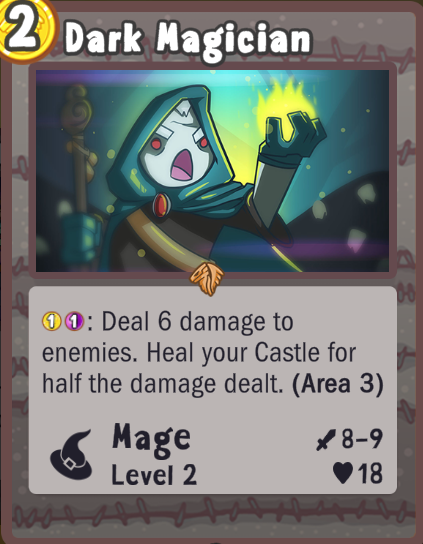 2 Dark Magician
1 1: Deal 6 damage to
enemies. Heal your Castle for
half the damage dealt. (Area 3)
Mage 8–9
Level 2 18